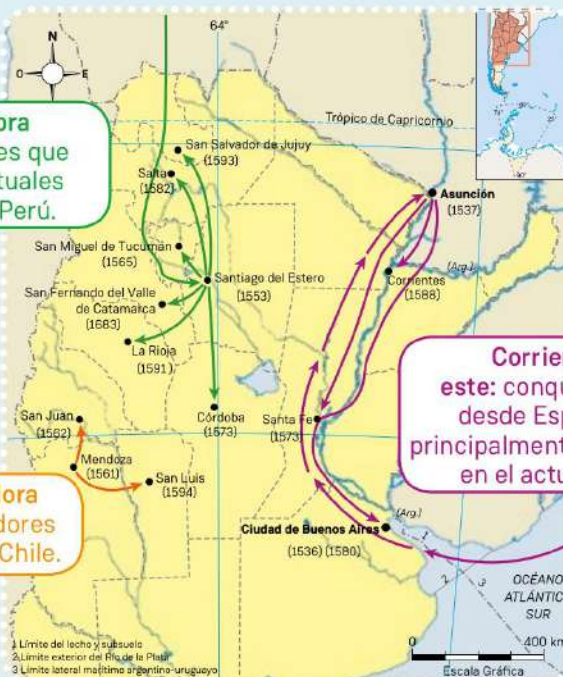 64°
N
O E
Trópico de Capricornio
ora
es que
tuales
Perú.
San Salvador de Jujuy
(1593)
Salta
(1582)
Asunción
(1537)
San Miguel de Tucumán
(1565)
(Arg.)
Santiago del Estero
(1553)
Corrientes
(1588)
San Fernando del Valle
de Catamarca
(1683)
La Rioja
(1591)
Corrie
este: conqu
desde Esp
principalment
en el actu
San Juan
(1562)
Córdoba
(1573)
Santa Fe
(1573)
Mendoza
(1561)
San Luis
(1594)
ora
dores
Chile.
(Arg.)
Ciudad de Buenos Aires
(1536) (1580)
1
2
3
OCÉANO
ATLÁNTIC
SUR
1 Límite del lecho y subsuelo
2 Límite exterior del Río de la Plata
3 Límite lateral marítimo argentino-uruguayo
0 400 km
Escala Gráfica